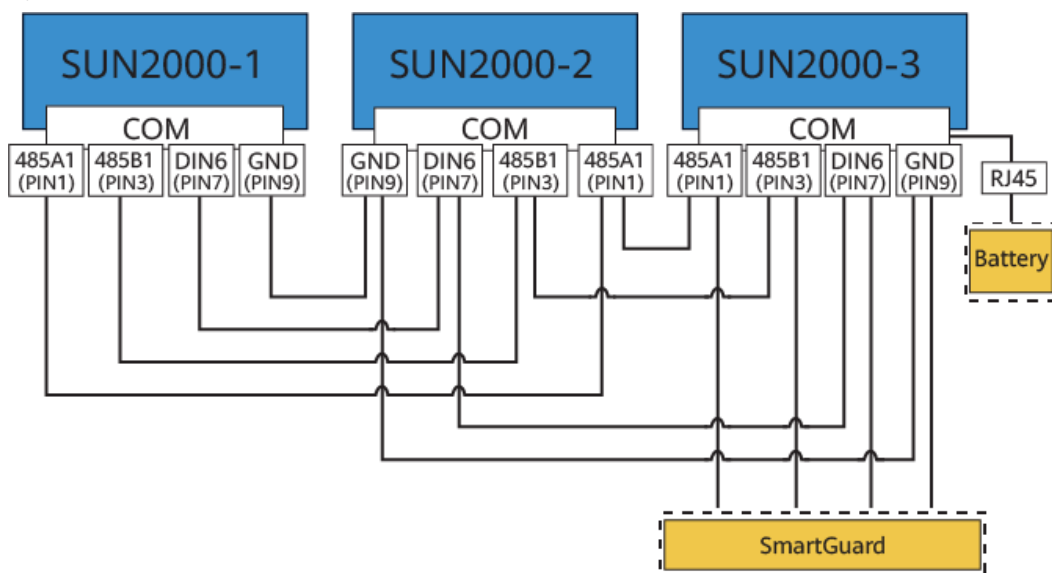 SUN2000-1
SUN2000-2
SUN2000-3
COM
COM
COM
485A1
(PIN1)
485B1
(PIN3)
DIN6
(PIN7)
GND
(PIN9)
GND
(PIN9)
DIN6
(PIN7)
485B1
(PIN3)
485A1
(PIN1)
485A1
(PIN1)
485B1
(PIN3)
DIN6
(PIN7)
GND
(PIN9)
RJ45
Battery
SmartGuard